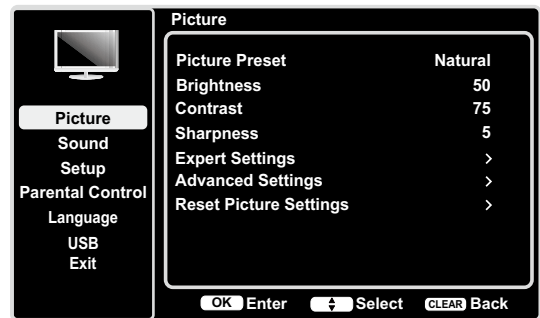 Picture
Picture
Sound
Setup
Parental Control
Language
USB
Exit
Picture Preset Natural
Brightness 50
Contrast 75
Sharpness 5
Expert Settings >
Advanced Settings >
Reset Picture Settings >
OK Enter Select CLEAR Back